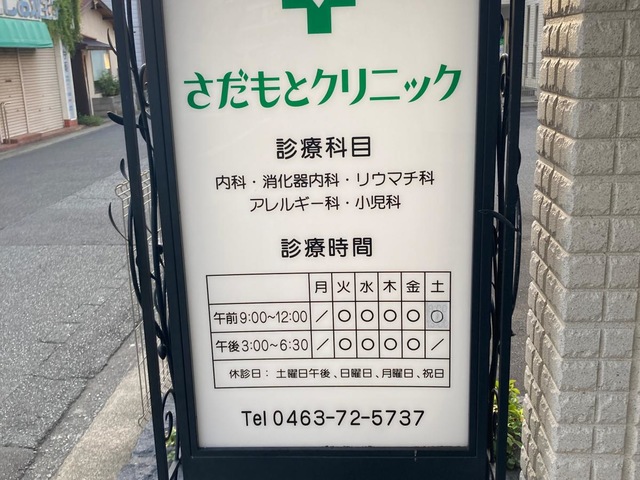 さだもとクリニック
診療科目
内科・消化器内科・リウマチ科
アレルギー科・小児科
診療時間
月 火 水 木 金 土
午前9:00~12:00 ／ ○ ○ ○ ○ ○
午後3:00~6:30 ／ ○ ○ ○ ○ ／
休診日： 土曜日午後、日曜日、月曜日、祝日
Tel 0463-72-5737